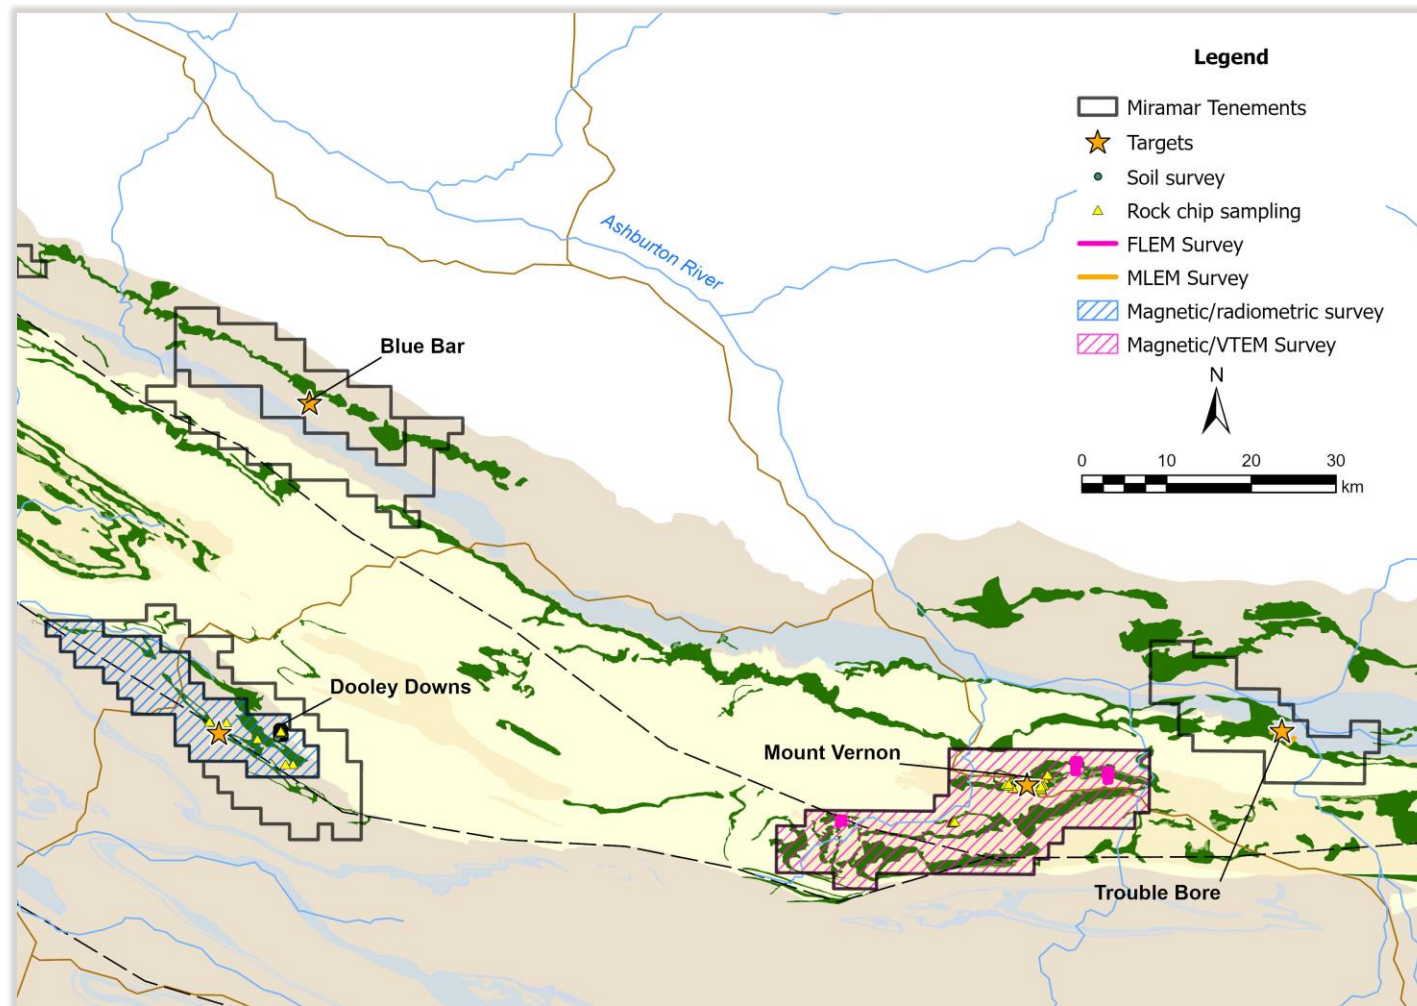 Legend
Miramar Tenements
Targets
Soil survey
Rock chip sampling
FLEM Survey
MLEM Survey
Magnetic/radiometric survey
Magnetic/VTEM Survey
N
0 10 20 30
km
Ashburton River
Blue Bar
Dooley Downs
Mount Vernon
Trouble Bore